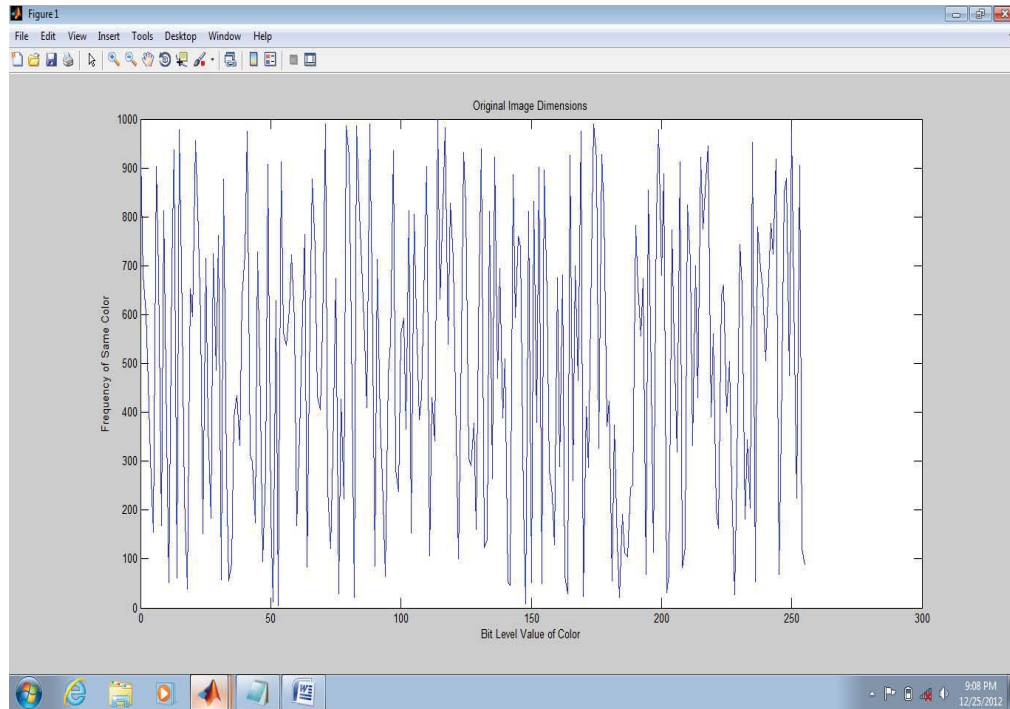 Figure 1
File Edit View Insert Tools Desktop Window Help
Original Image Dimensions
1000
900
800
700
600
500
400
300
200
100
0
Frequency of Same Color
0 50 100 150 200 250 300
Bit Level Value of Color
9:08 PM
12/25/2012